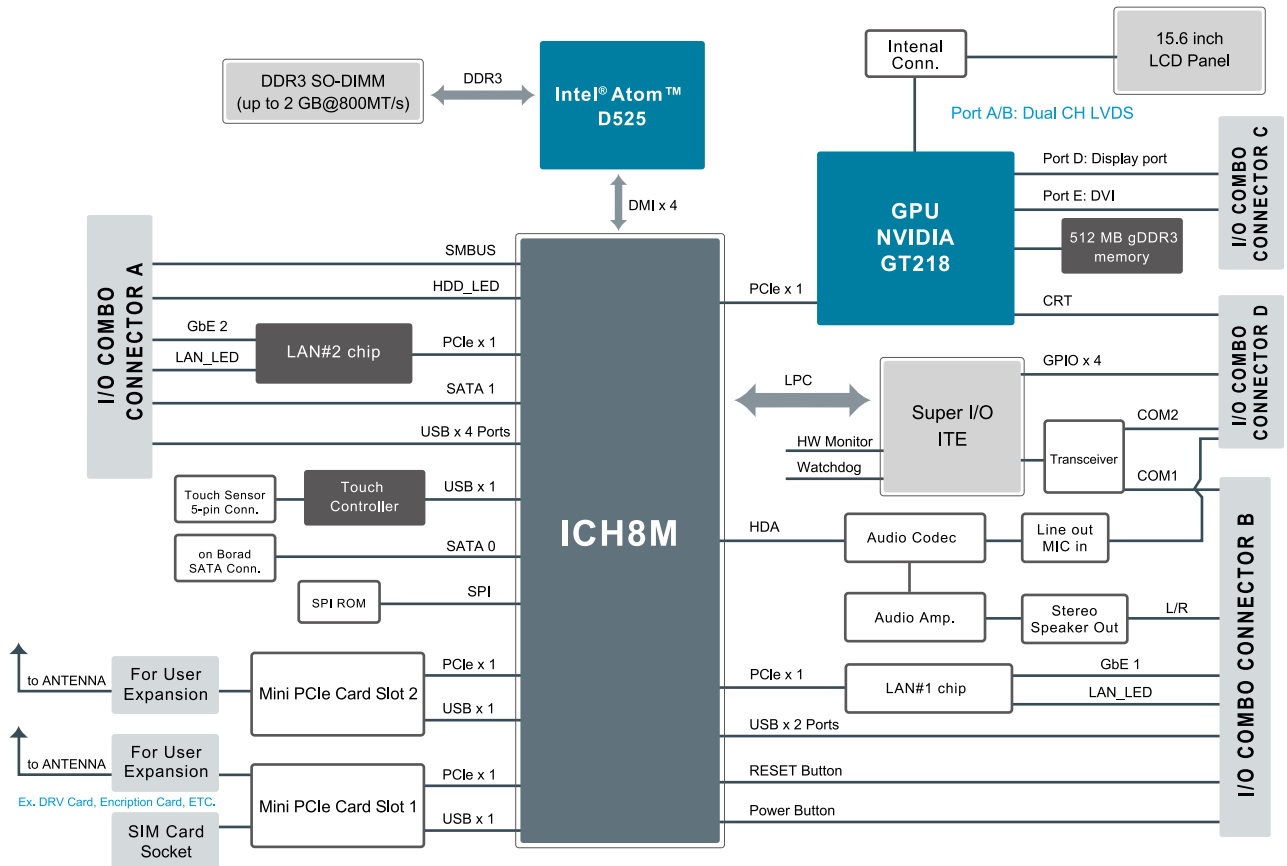 DDR3 SO-DIMM
(up to 2 GB@800MT/s)
DDR3
Intel® Atom™
D525
Intenal
Conn.
15.6 inch
LCD Panel
Port A/B: Dual CH LVDS
DMI x 4
GPU
NVIDIA
GT218
Port D: Display port
Port E: DVI
512 MB gDDR3
memory
I/O COMBO
CONNECTOR C
PCIe x 1
CRT
I/O COMBO
CONNECTOR A
SMBUS
HDD_LED
GbE 2
LAN_LED
LAN#2 chip
PCIe x 1
SATA 1
USB x 4 Ports
ICH8M
LPC
Super I/O
ITE
GPIO x 4
HW Monitor
Watchdog
Transceiver
COM2
COM1
I/O COMBO
CONNECTOR D
Touch Sensor
5-pin Conn.
Touch
Controller
USB x 1
on Borad
SATA Conn.
SATA 0
SPI ROM
SPI
HDA
Audio Codec
Line out
MIC in
Audio Amp.
Stereo
Speaker Out
L/R
I/O COMBO CONNECTOR B
to ANTENNA
For User
Expansion
Mini PCIe Card Slot 2
PCIe x 1
USB x 1
PCIe x 1
LAN#1 chip
GbE 1
LAN_LED
USB x 2 Ports
RESET Button
Power Button
to ANTENNA
For User
Expansion
Ex. DRV Card, Encription Card, ETC.
SIM Card
Socket
Mini PCIe Card Slot 1
PCIe x 1
USB x 1